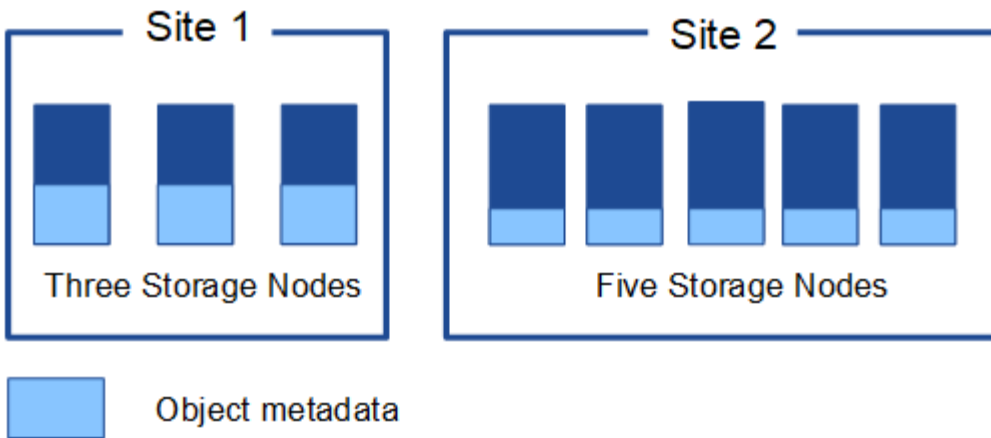 Site 1
Site 2
Three Storage Nodes
Five Storage Nodes
Object metadata